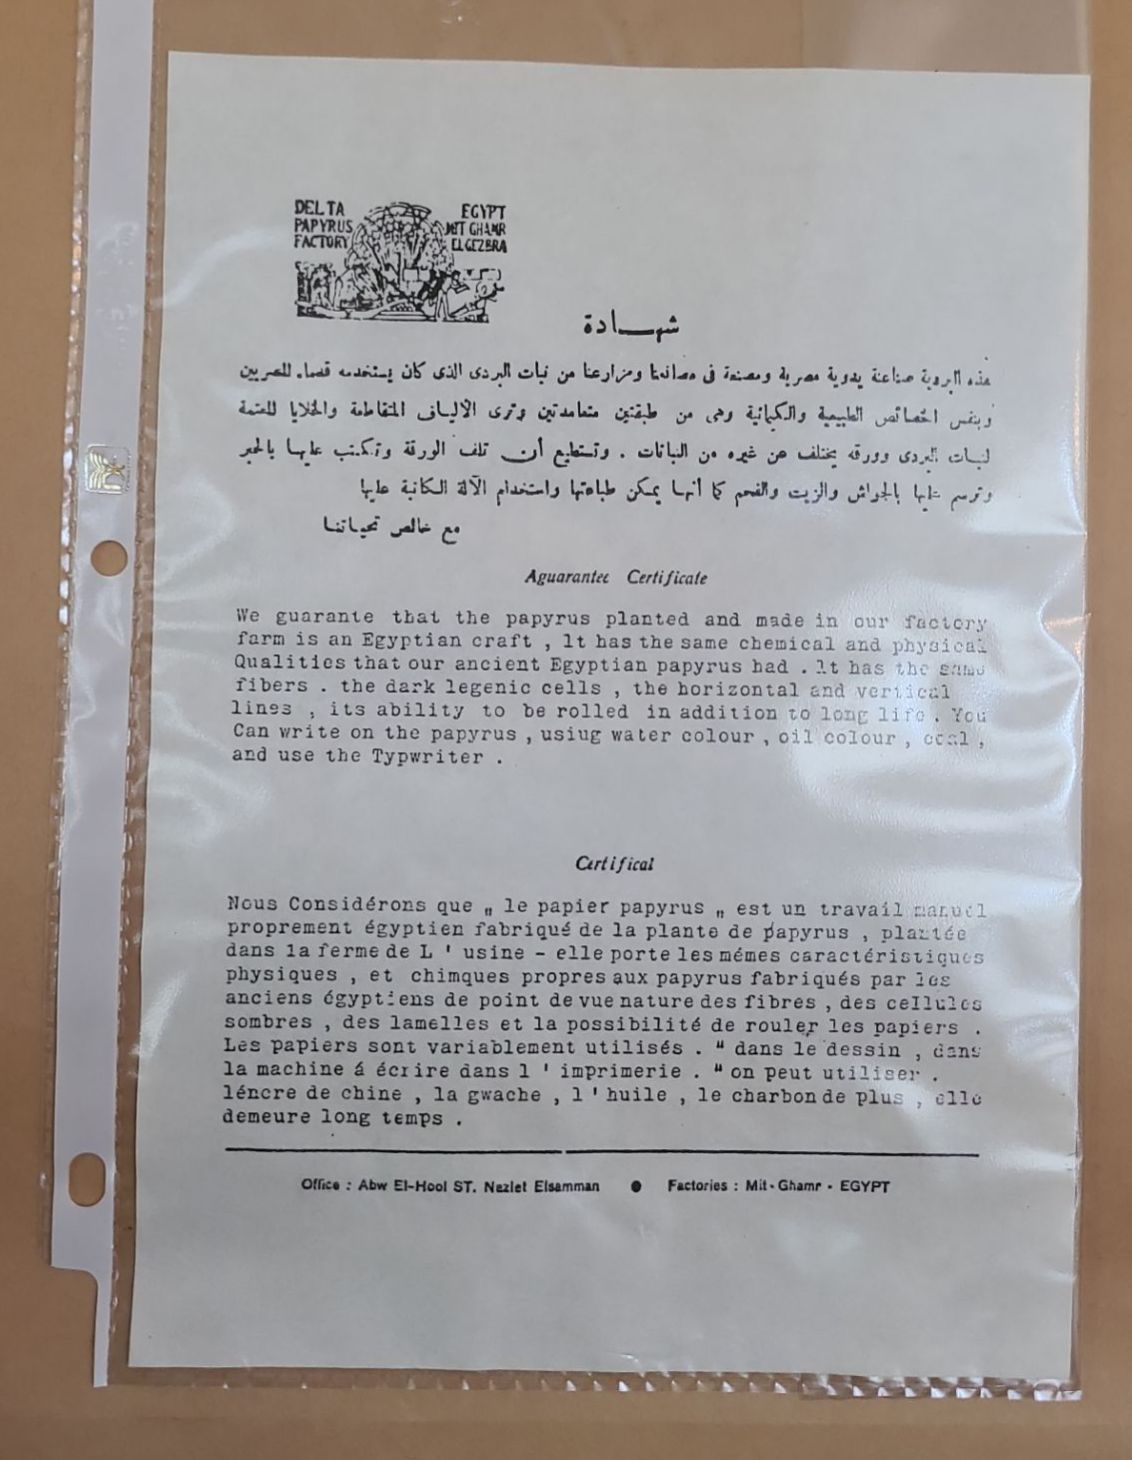 DELTA
PAPYRUS
FACTORY
EGYPT
MIT GHAMR
ELGEZERA
شهـــادة
هذه البردية صناعة يدوية مصرية ومصنعة فى مصانعنا ومزارعنا من نبات البردى الذى كان يستخدمه قدماء المصريين
وبنفس الخصائص الطبيعية والكيمائية وهى من طبقتين متعامدتين وترى الألياف المتقاطعة والخلايا المعتمة
لنبات البردى وورقه يختلف عن غيره من النباتات . وتستطيع أن تلف الورقة وتكتب عليها بالحبر
وترسم عليها بالجواش والزيت والفحم كما أنها يمكن طباعتها واستخدام الآلة الكاتبة عليها
مع خالص تحياتنا
Aguarantee Certificate
We guarante that the papyrus planted and made in our factory
farm is an Egyptian craft , lt has the same chemical and physical
Qualities that our ancient Egyptian papyrus had . lt has the same
fibers . the dark legenic cells , the horizontal and vertical
lines , its ability to be rolled in addition to long life . You
Can write on the papyrus , usiug water colour , oil colour , coal ,
and use the Typwriter .
Certifical
Nous Considérons que „ le papier papyrus „ est un travail manuel
proprement égyptien fabriqué de la plante de papyrus , plantée
dans la ferme de L ' usine - elle porte les mémes caractéristiques
physiques , et chimques propres aux papyrus fabriqués par les
anciens égyptiens de point de vue nature des fibres , des cellules
sombres , des lamelles et la possibilité de rouler les papiers .
Les papiers sont variablement utilisés . " dans le dessin , dans
la machine á écrire dans l ' imprimerie . " on peut utiliser .
léncre de chine , la gwache , l ' huile , le charbon de plus , elle
demeure long temps .
Office : Abw El-Hool ST. Nezlet Elsamman ● Factories : Mit - Ghamr - EGYPT